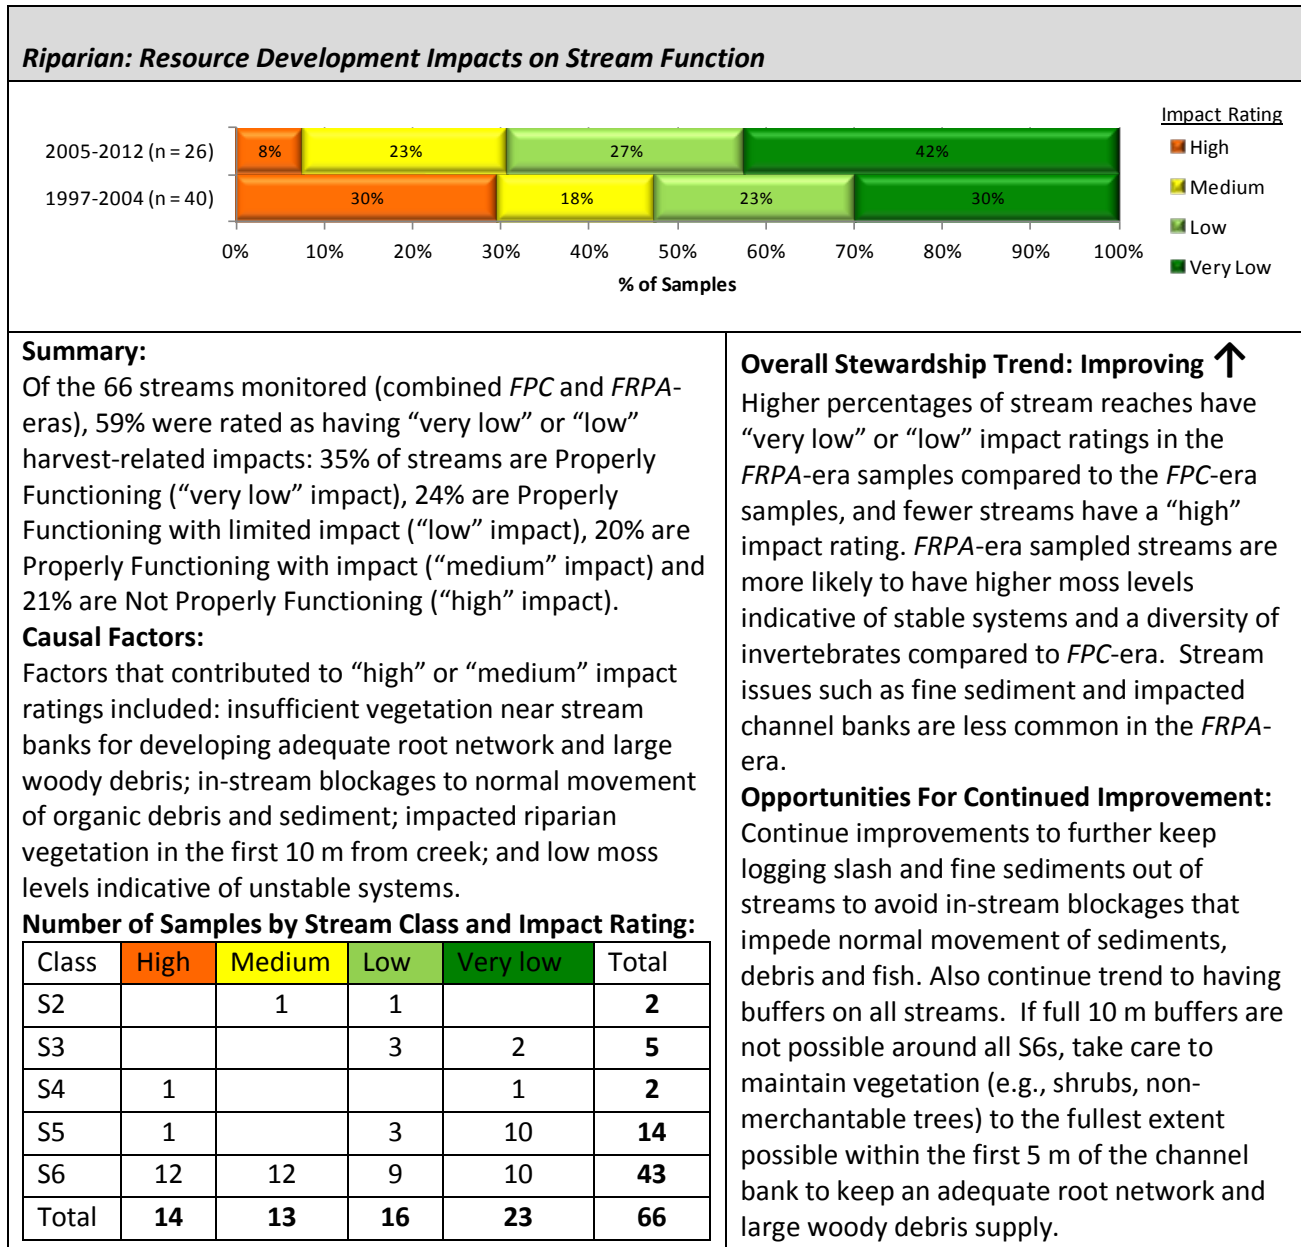 Riparian: Resource Development Impacts on Stream Function
Impact Rating
2005-2012 (n = 26) 8% 23% 27% 42%
1997-2004 (n = 40) 30% 18% 23% 30%
High
Medium
Low
Very Low
0% 10% 20% 30% 40% 50% 60% 70% 80% 90% 100%
% of Samples
Summary:
Of the 66 streams monitored (combined FPC and FRPA-
eras), 59% were rated as having “very low” or “low”
harvest-related impacts: 35% of streams are Properly
Functioning (“very low” impact), 24% are Properly
Functioning with limited impact (“low” impact), 20% are
Properly Functioning with impact (“medium” impact) and
21% are Not Properly Functioning (“high” impact).
Causal Factors:
Factors that contributed to “high” or “medium” impact
ratings included: insufficient vegetation near stream
banks for developing adequate root network and large
woody debris; in-stream blockages to normal movement
of organic debris and sediment; impacted riparian
vegetation in the first 10 m from creek; and low moss
levels indicative of unstable systems.
Number of Samples by Stream Class and Impact Rating:
Class High Medium Low Very low Total
S2 1 1 2
S3 3 2 5
S4 1 1 2
S5 1 3 10 14
S6 12 12 9 10 43
Total 14 13 16 23 66
Overall Stewardship Trend: Improving ↑
Higher percentages of stream reaches have
“very low” or “low” impact ratings in the
FRPA-era samples compared to the FPC-era
samples, and fewer streams have a “high”
impact rating. FRPA-era sampled streams are
more likely to have higher moss levels
indicative of stable systems and a diversity of
invertebrates compared to FPC-era.  Stream
issues such as fine sediment and impacted
channel banks are less common in the FRPA-
era.
Opportunities For Continued Improvement:
Continue improvements to further keep
logging slash and fine sediments out of
streams to avoid in-stream blockages that
impede normal movement of sediments,
debris and fish. Also continue trend to having
buffers on all streams.  If full 10 m buffers are
not possible around all S6s, take care to
maintain vegetation (e.g., shrubs, non-
merchantable trees) to the fullest extent
possible within the first 5 m of the channel
bank to keep an adequate root network and
large woody debris supply.